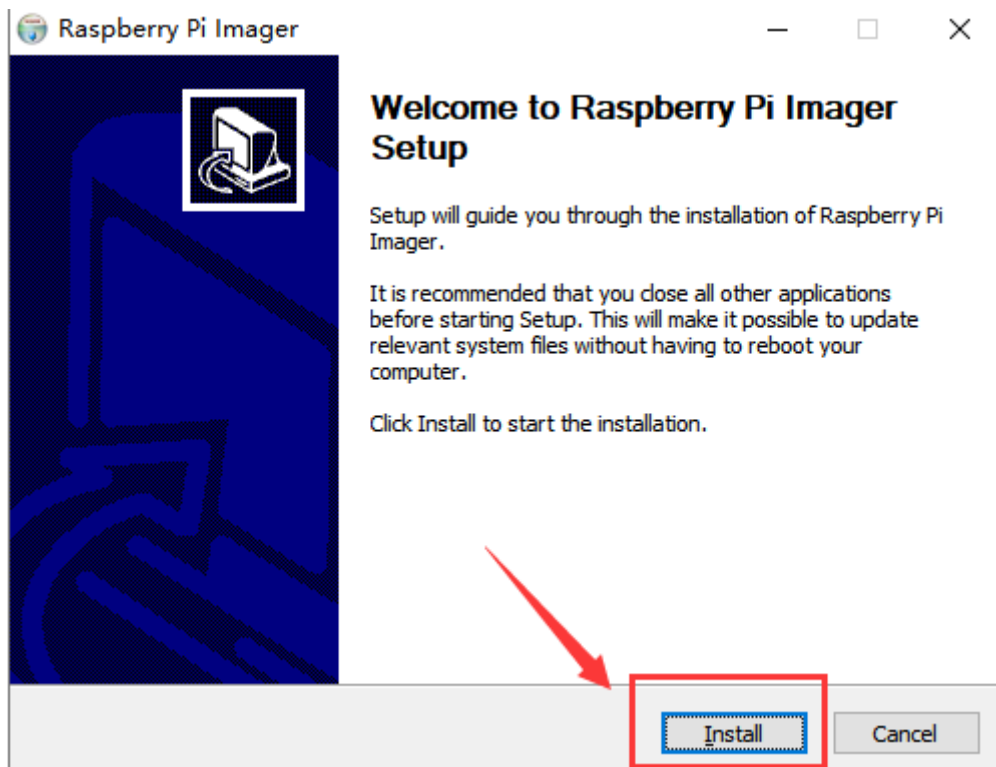 Raspberry Pi Imager
Welcome to Raspberry Pi Imager
Setup
Setup will guide you through the installation of Raspberry Pi
Imager.
It is recommended that you close all other applications
before starting Setup. This will make it possible to update
relevant system files without having to reboot your
computer.
Click Install to start the installation.
Install
Cancel